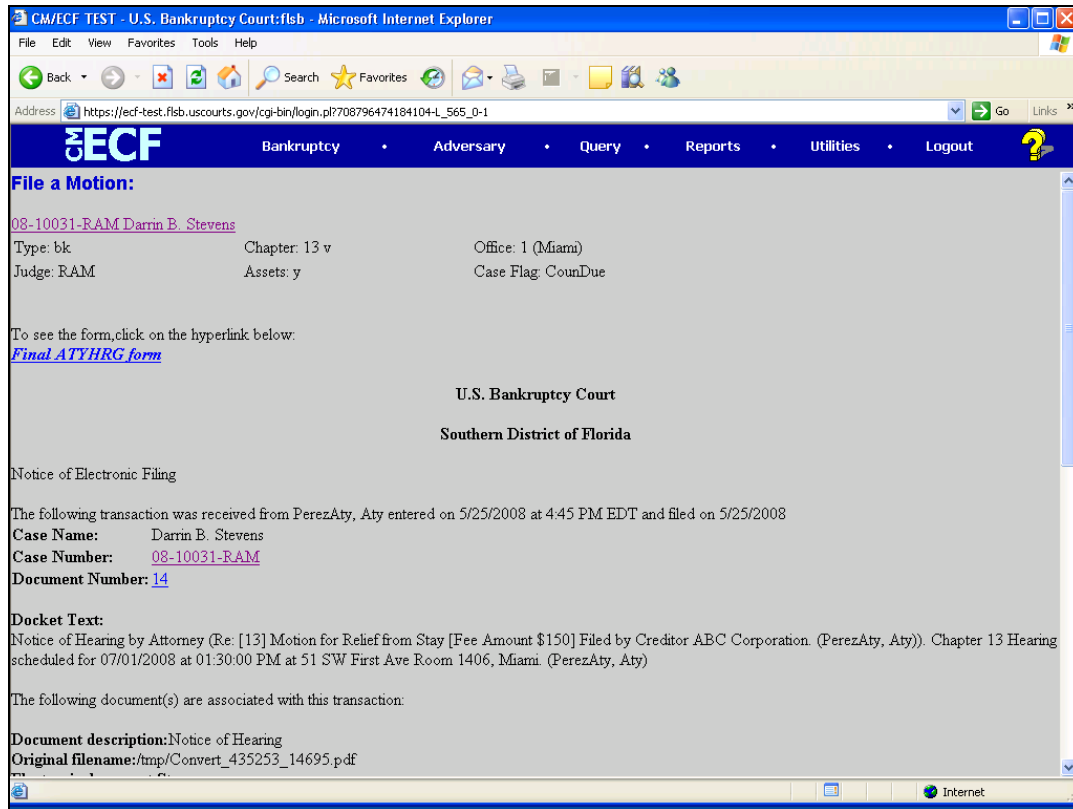 CM/ECF TEST - U.S. Bankruptcy Court:flsb - Microsoft Internet Explorer
File Edit View Favorites Tools Help
Back Search Favorites
Address https://ecf-test.flsb.uscourts.gov/cgi-bin/login.pl?708796474184104-L_565_0-1 Go Links »
CM ECF Bankruptcy • Adversary • Query • Reports • Utilities • Logout ?
File a Motion:
08-10031-RAM Darrin B. Stevens
Type: bk Chapter: 13 v Office: 1 (Miami)
Judge: RAM Assets: y Case Flag: CounDue
To see the form,click on the hyperlink below:
Final ATYHRG form
U.S. Bankruptcy Court
Southern District of Florida
Notice of Electronic Filing
The following transaction was received from PerezAty, Aty entered on 5/25/2008 at 4:45 PM EDT and filed on 5/25/2008
Case Name: Darrin B. Stevens
Case Number: 08-10031-RAM
Document Number: 14
Docket Text:
Notice of Hearing by Attorney (Re: [13] Motion for Relief from Stay [Fee Amount $150] Filed by Creditor ABC Corporation. (PerezAty, Aty)). Chapter 13 Hearing
scheduled for 07/01/2008 at 01:30:00 PM at 51 SW First Ave Room 1406, Miami. (PerezAty, Aty)
The following document(s) are associated with this transaction:
Document description:Notice of Hearing
Original filename:/tmp/Convert_435253_14695.pdf
Internet